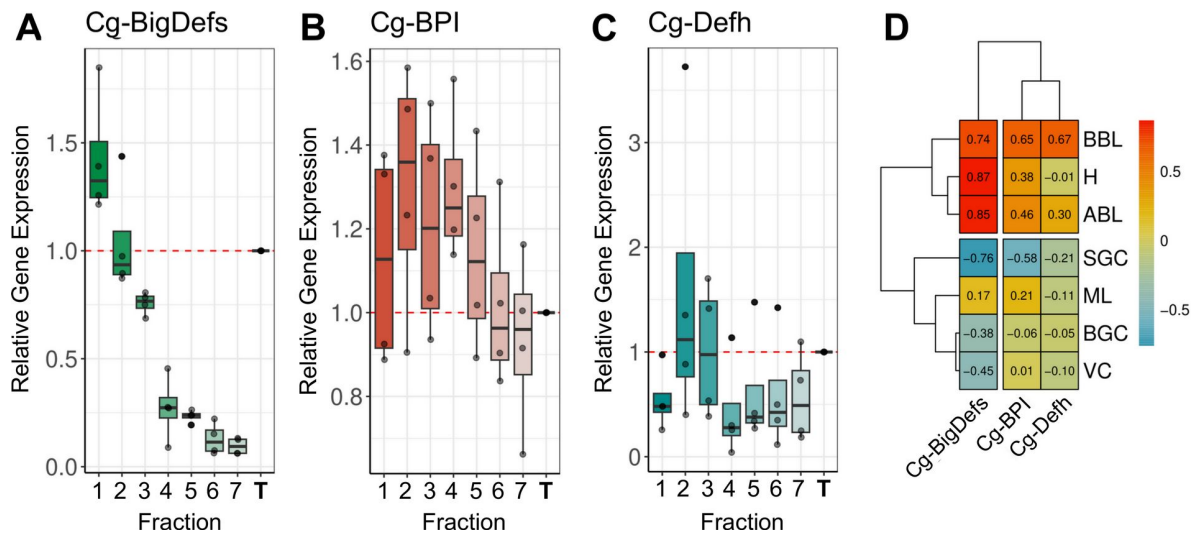 A Cg-BigDefs
Relative Gene Expression
1.5
1.0
0.5
0.0
1 2 3 4 5 6 7 T
Fraction
B Cg-BPI
Relative Gene Expression
1.6
1.4
1.2
1.0
0.8
1 2 3 4 5 6 7 T
Fraction
C Cg-Defh
Relative Gene Expression
3
2
1
0
1 2 3 4 5 6 7 T
Fraction
D
0.74 0.65 0.67 BBL
0.87 0.38 −0.01 H
0.85 0.46 0.30 ABL
−0.76 −0.58 −0.21 SGC
0.17 0.21 −0.11 ML
−0.38 −0.06 −0.05 BGC
−0.45 0.01 −0.10 VC
Cg-BigDefs Cg-BPI Cg-Defh
0.5
0
−0.5